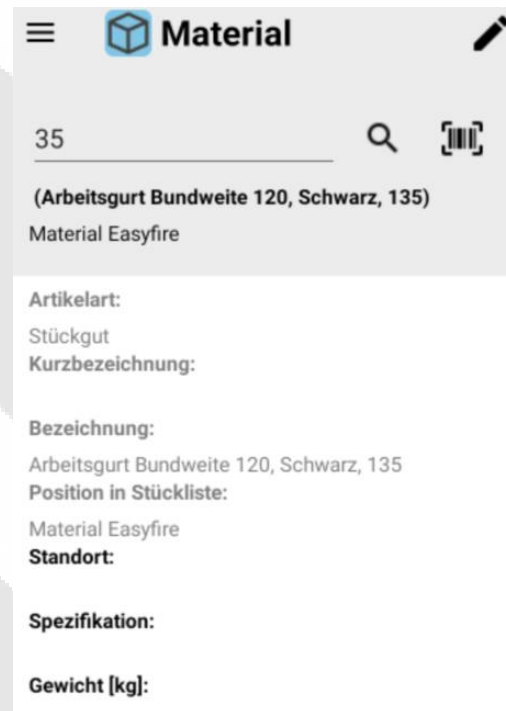 Material
35
(Arbeitsgurt Bundweite 120, Schwarz, 135)
Material Easyfire
Artikelart:
Stückgut
Kurzbezeichnung:
Bezeichnung:
Arbeitsgurt Bundweite 120, Schwarz, 135
Position in Stückliste:
Material Easyfire
Standort:
Spezifikation:
Gewicht [kg]: